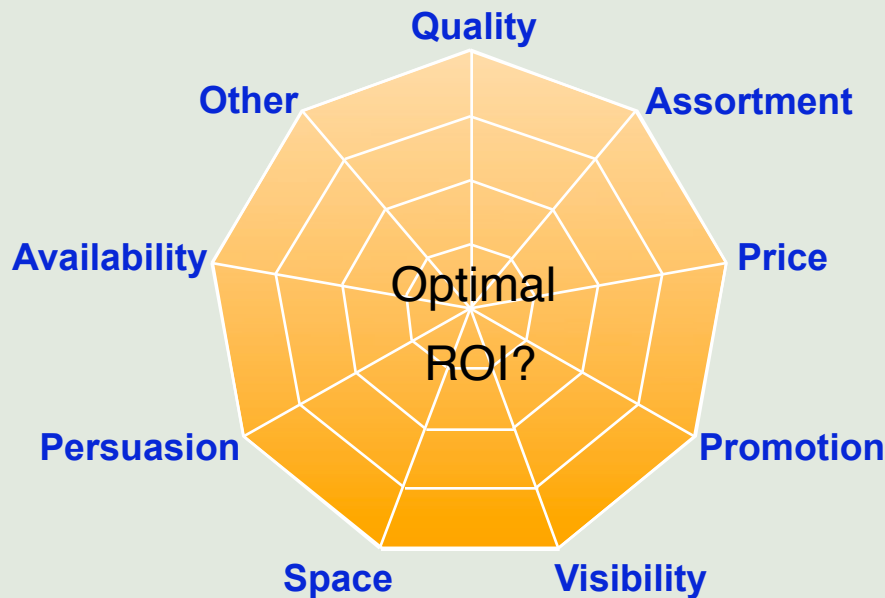 Quality
Other
Assortment
Availability
Price
Optimal
ROI?
Persuasion
Promotion
Space
Visibility